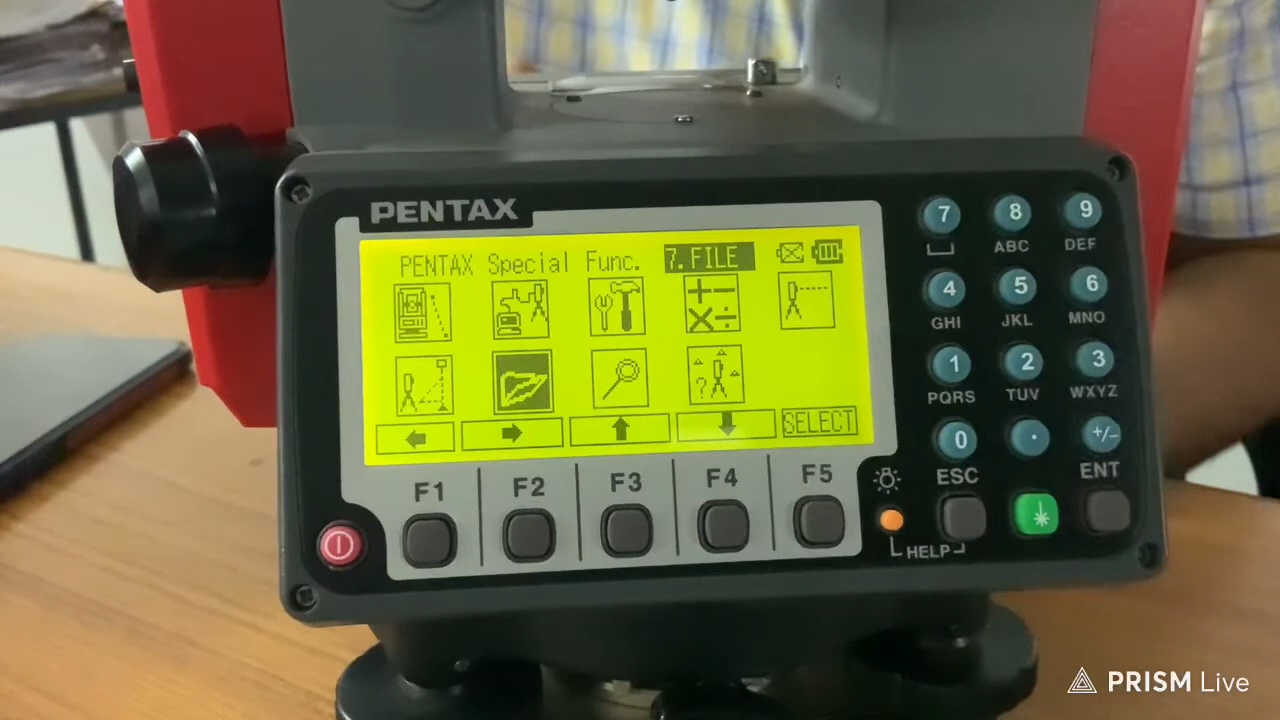 PENTAX
PENTAX Special Func. 7.FILE
?
SELECT
F1 F2 F3 F4 F5
7 8 9
ABC DEF
4 5 6
GHI JKL MNO
1 2 3
PQRS TUV WXYZ
0 · +/-
ESC ENT
HELP
PRISM Live